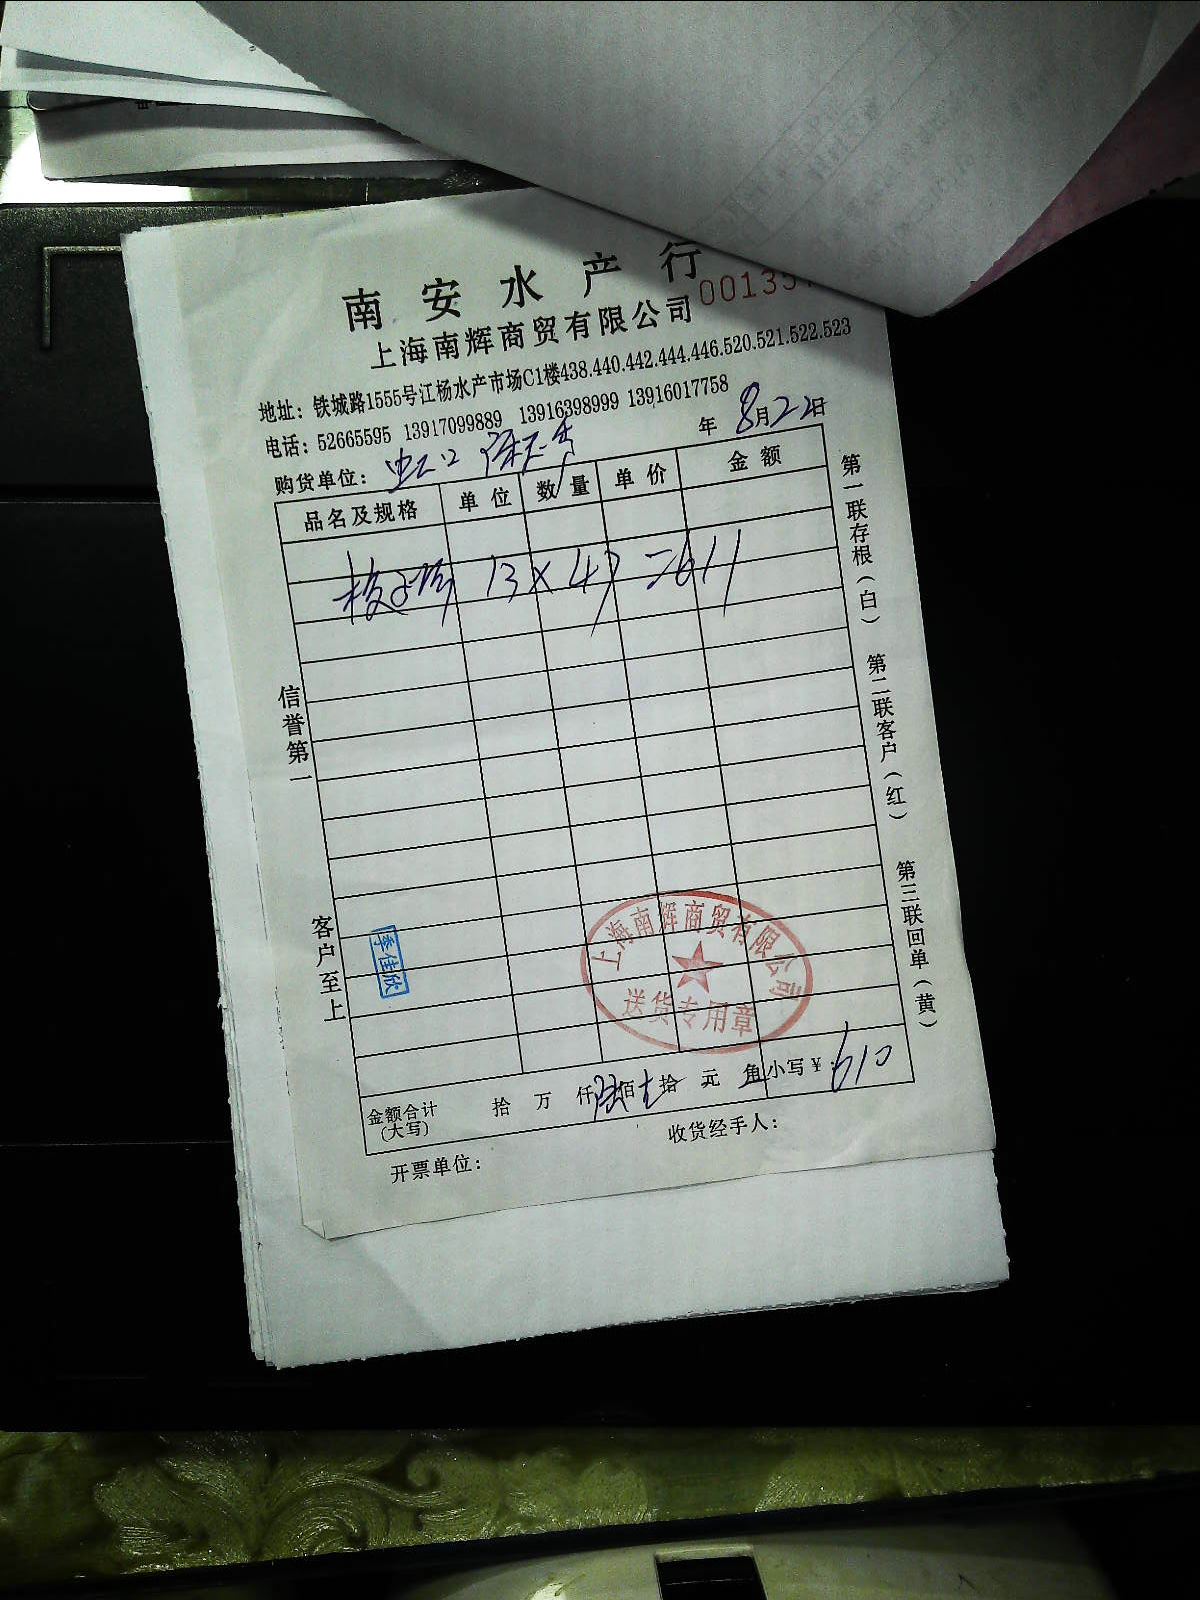 南安水产行
上海南辉商贸有限公司
00135
地址：铁城路1555号江杨水产市场C1楼438.440.442.444.446.520.521.522.523
电话：52665595 13917099889 13916398999 13916017758
购货单位：虹口
年 8月22日
品名及规格 单位 数量 单价 金额
梭子 13×47=611
信誉第一
客户至上
第一联存根（白）
第二联客户（红）
第三联回单（黄）
李佳欣
上海南辉商贸有限公司
送货专用章
金额合计（大写） 拾 万 仟 陆佰 拾 元 角 小写¥ 610
开票单位：
收货经手人：